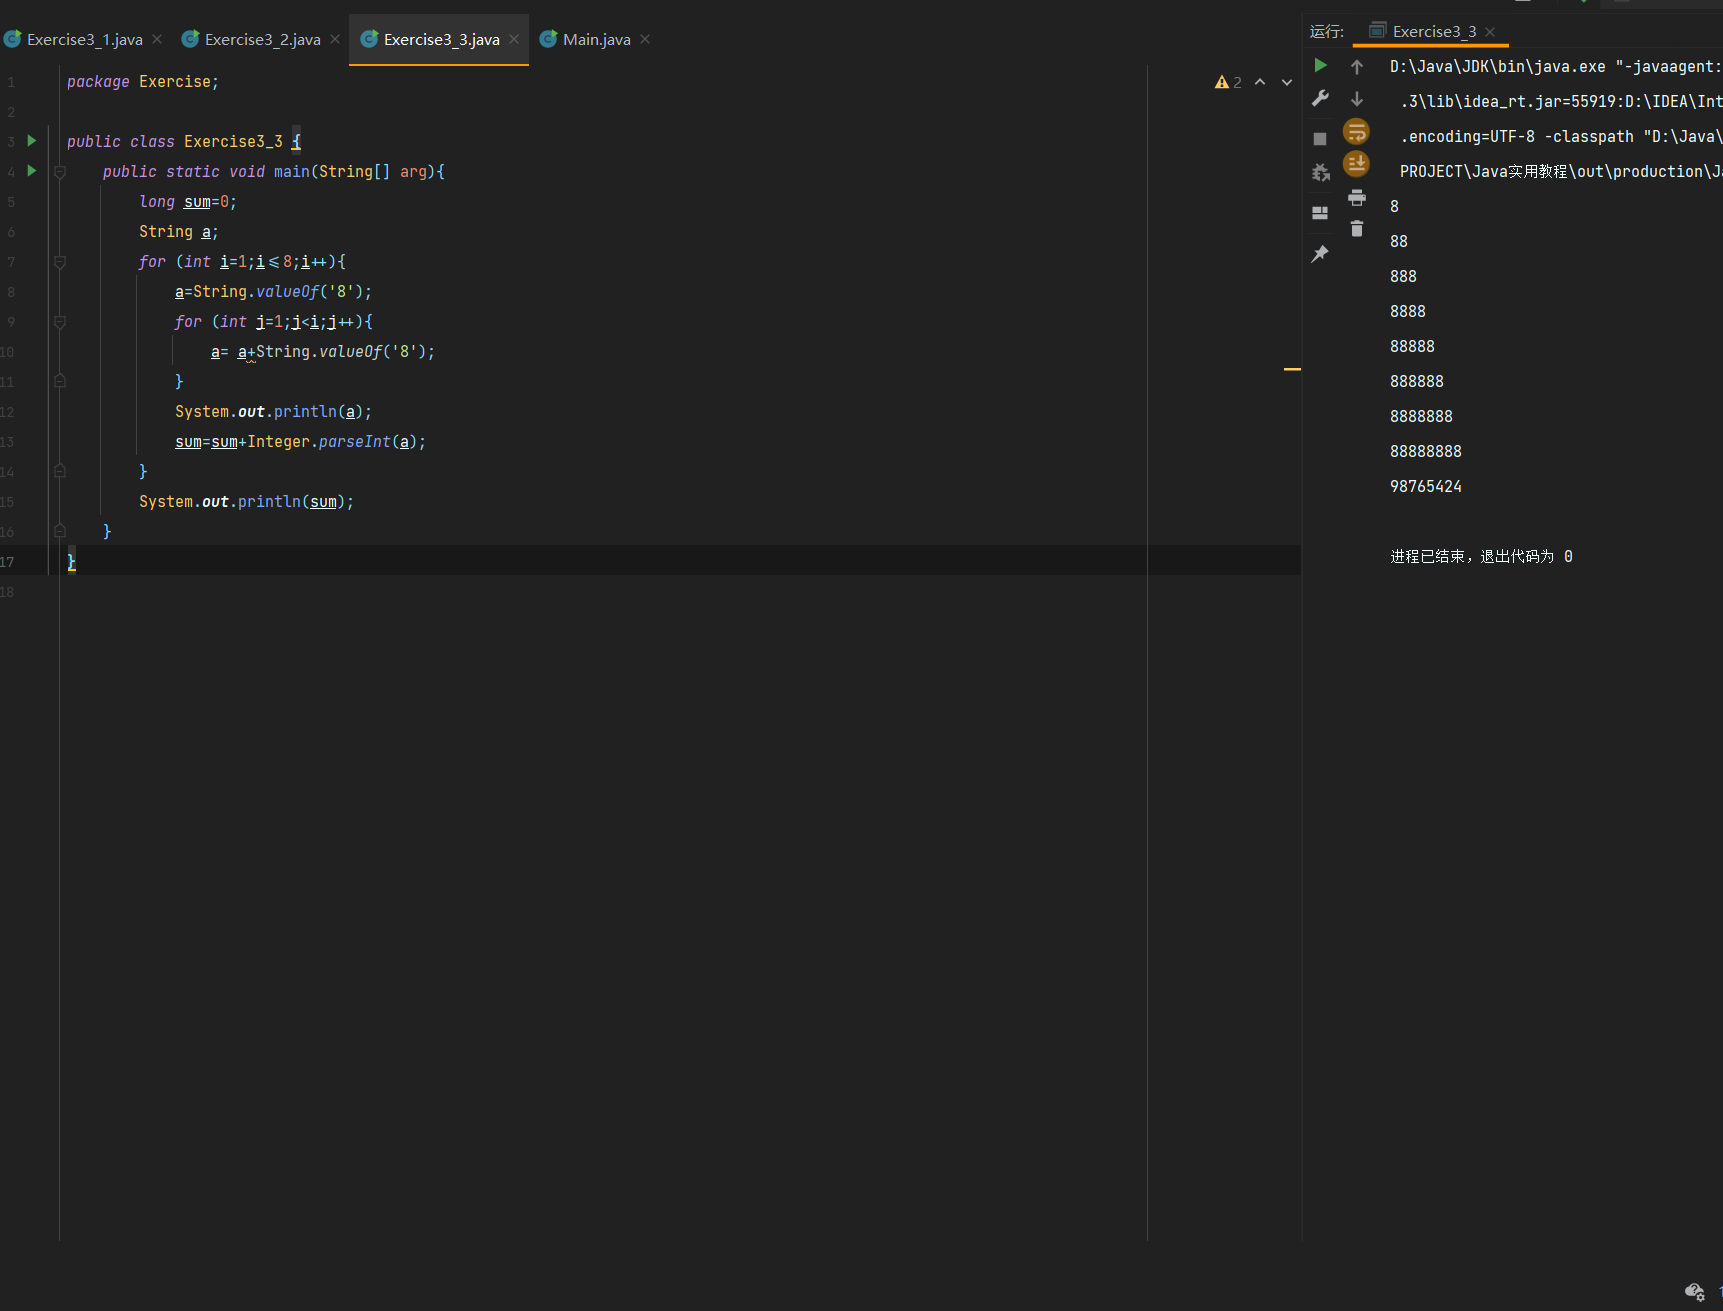 Exercise3_1.java Exercise3_2.java Exercise3_3.java Main.java
1 package Exercise;
2
3 public class Exercise3_3 {
4 public static void main(String[] arg){
5 long sum=0;
6 String a;
7 for (int i=1;i<=8;i++){
8 a=String.valueOf('8');
9 for (int j=1;j<i;j++){
10 a= a+String.valueOf('8');
11 }
12 System.out.println(a);
13 sum=sum+Integer.parseInt(a);
14 }
15 System.out.println(sum);
16 }
17 }
18
2
运行: Exercise3_3
D:\Java\JDK\bin\java.exe "-javaagent:
.3\lib\idea_rt.jar=55919:D:\IDEA\Int
.encoding=UTF-8 -classpath "D:\Java\
PROJECT\Java实用教程\out\production\Ja
8
88
888
8888
88888
888888
8888888
88888888
98765424
进程已结束，退出代码为 0